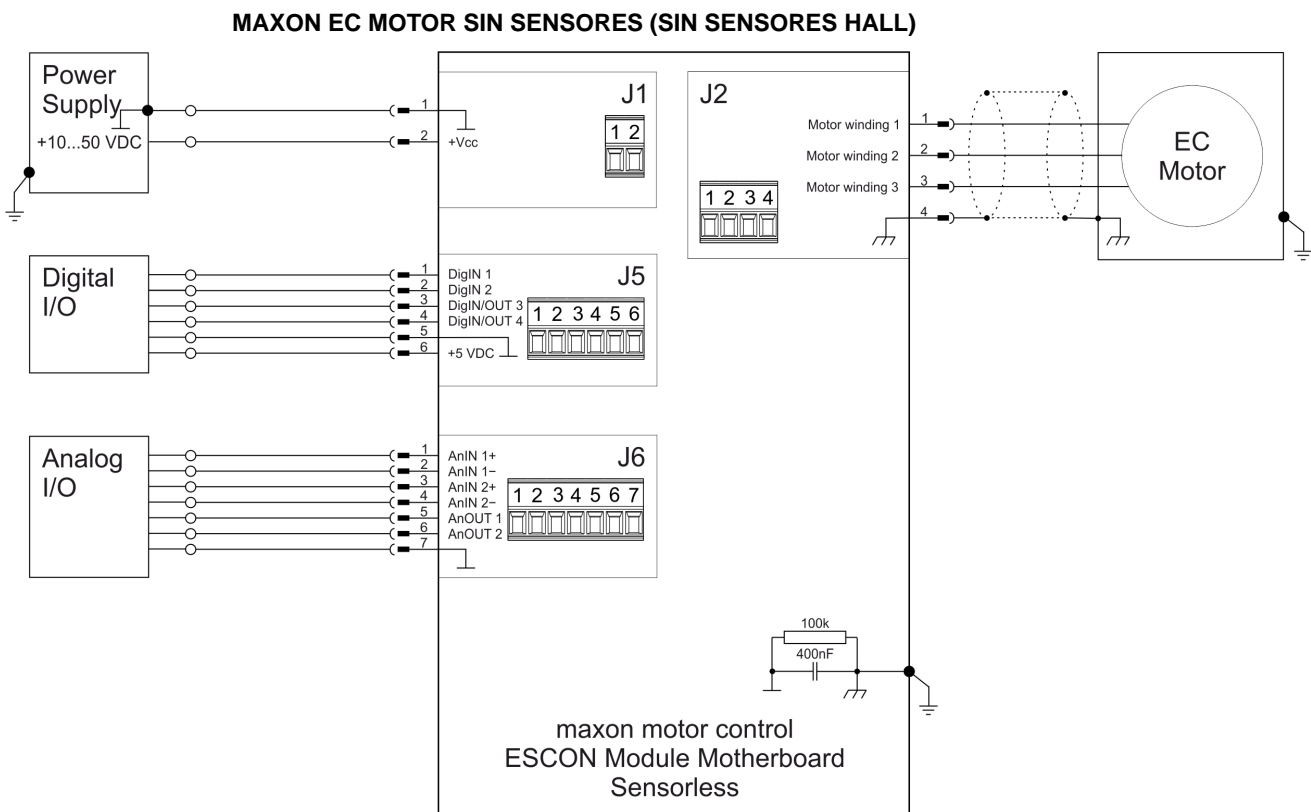 MAXON EC MOTOR SIN SENSORES (SIN SENSORES HALL)
Power
Supply
+10...50 VDC
1
2
+Vcc
J1
1 2
J2
Motor winding 1
Motor winding 2
Motor winding 3
1
2
3
4
1 2 3 4
EC
Motor
Digital
I/O
1
2
3
4
5
6
DigIN 1
DigIN 2
DigIN/OUT 3
DigIN/OUT 4
+5 VDC
J5
1 2 3 4 5 6
Analog
I/O
1
2
3
4
5
6
7
AnIN 1+
AnIN 1−
AnIN 2+
AnIN 2−
AnOUT 1
AnOUT 2
J6
1 2 3 4 5 6 7
100k
400nF
maxon motor control
ESCON Module Motherboard
Sensorless